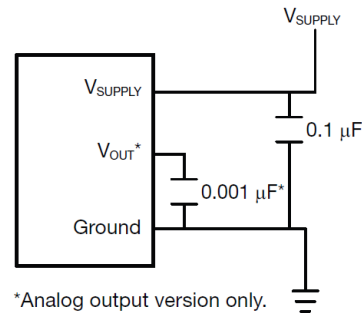 VSUPPLY
VSUPPLY
0.1 μF
VOUT*
0.001 μF*
Ground
*Analog output version only.